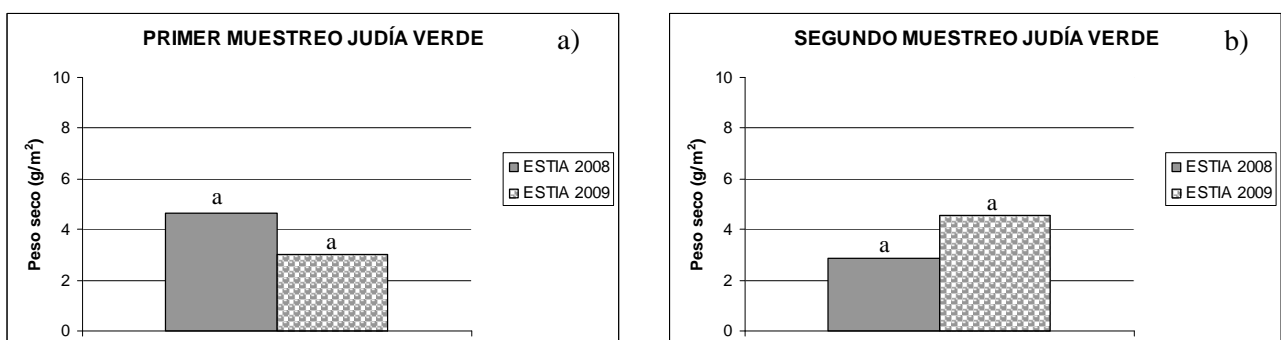 PRIMER MUESTREO JUDÍA VERDE a)
10
8
6
4
2
0
Peso seco (g/m²)
a
a
ESTIA 2008
ESTIA 2009
SEGUNDO MUESTREO JUDÍA VERDE b)
10
8
6
4
2
0
Peso seco (g/m²)
a
a
ESTIA 2008
ESTIA 2009